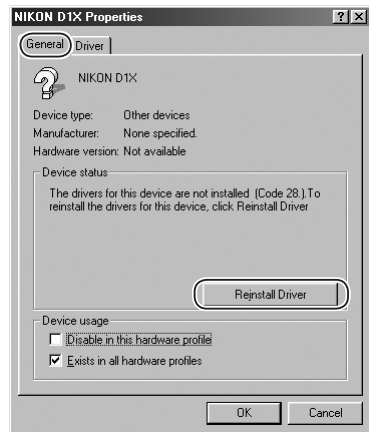 NIKON D1X Properties
General Driver
NIKON D1X
Device type: Other devices
Manufacturer: None specified.
Hardware version: Not available
Device status
The drivers for this device are not installed (Code 28.).To
reinstall the drivers for this device, click Reinstall Driver
Reinstall Driver
Device usage
Disable in this hardware profile
Exists in all hardware profiles
OK Cancel